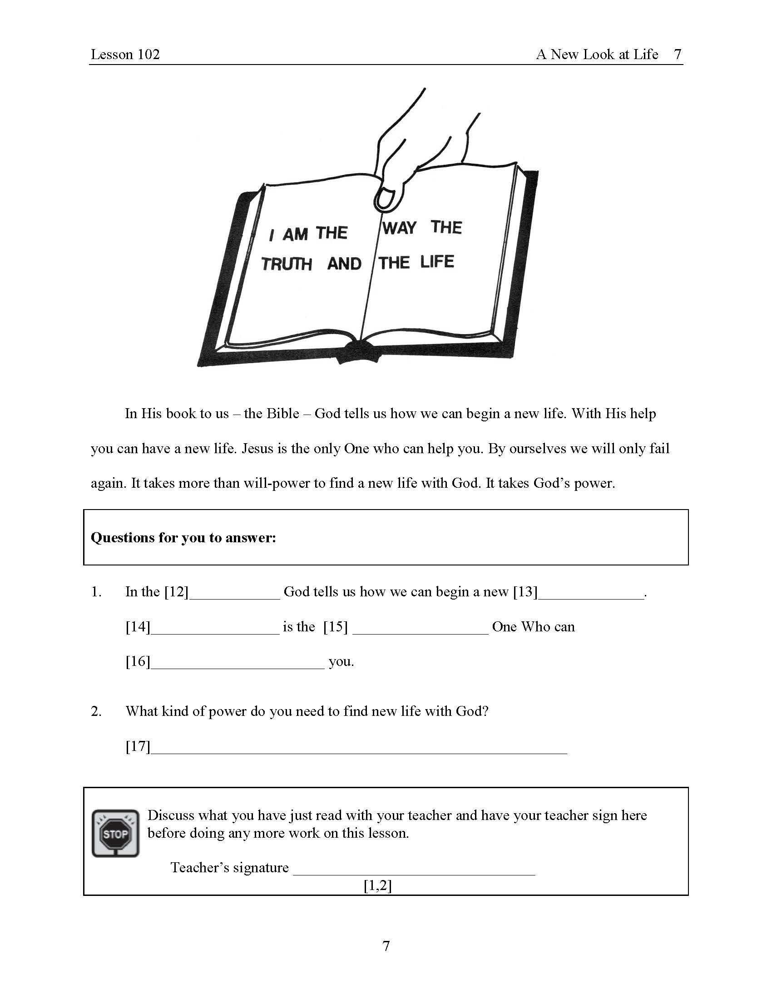 Lesson 102 A New Look at Life 7
I AM THE WAY THE
TRUTH AND THE LIFE
In His book to us – the Bible – God tells us how we can begin a new life. With His help
you can have a new life. Jesus is the only One who can help you. By ourselves we will only fail
again. It takes more than will-power to find a new life with God. It takes God’s power.
Questions for you to answer:
1. In the [12]____________ God tells us how we can begin a new [13]______________.
[14]_________________ is the [15] __________________ One Who can
[16]_______________________ you.
2. What kind of power do you need to find new life with God?
[17]_______________________________________________________
STOP
Discuss what you have just read with your teacher and have your teacher sign here
before doing any more work on this lesson.
Teacher’s signature ________________________________
[1,2]
7